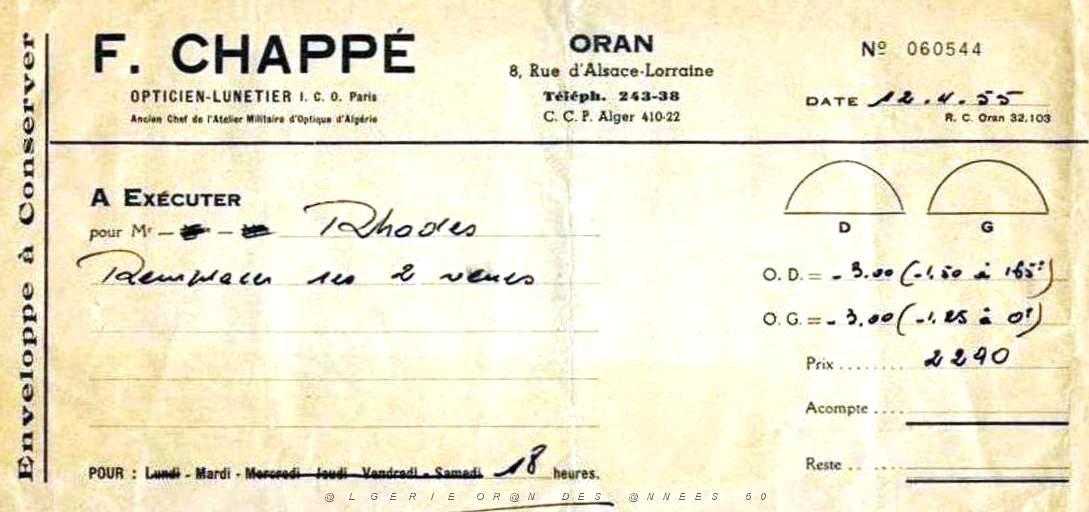 Enveloppe à Conserver
F. CHAPPÉ
OPTICIEN-LUNETIER I. C. O. Paris
Ancien Chef de l'Atelier Militaire d'Optique d'Algérie
ORAN
8, Rue d'Alsace-Lorraine
Téléph. 243-38
C. C. P. Alger 410-22
Nº 060544
DATE 12.4.55
R. C. Oran 32.103
A EXÉCUTER
pour Mr Rhodes
Remplacer ses 2 verres
D G
O. D. = - 3.00 (-1.50 à 165°)
O. G. = - 3.00 (-1.25 à 0°)
Prix ........ 2290
Acompte ....
Reste ..
POUR : Lundi - Mardi - Mercredi - Jeudi - Vendredi - Samedi 18 heures.
@LGERIE OR@N DES @NNEES 50